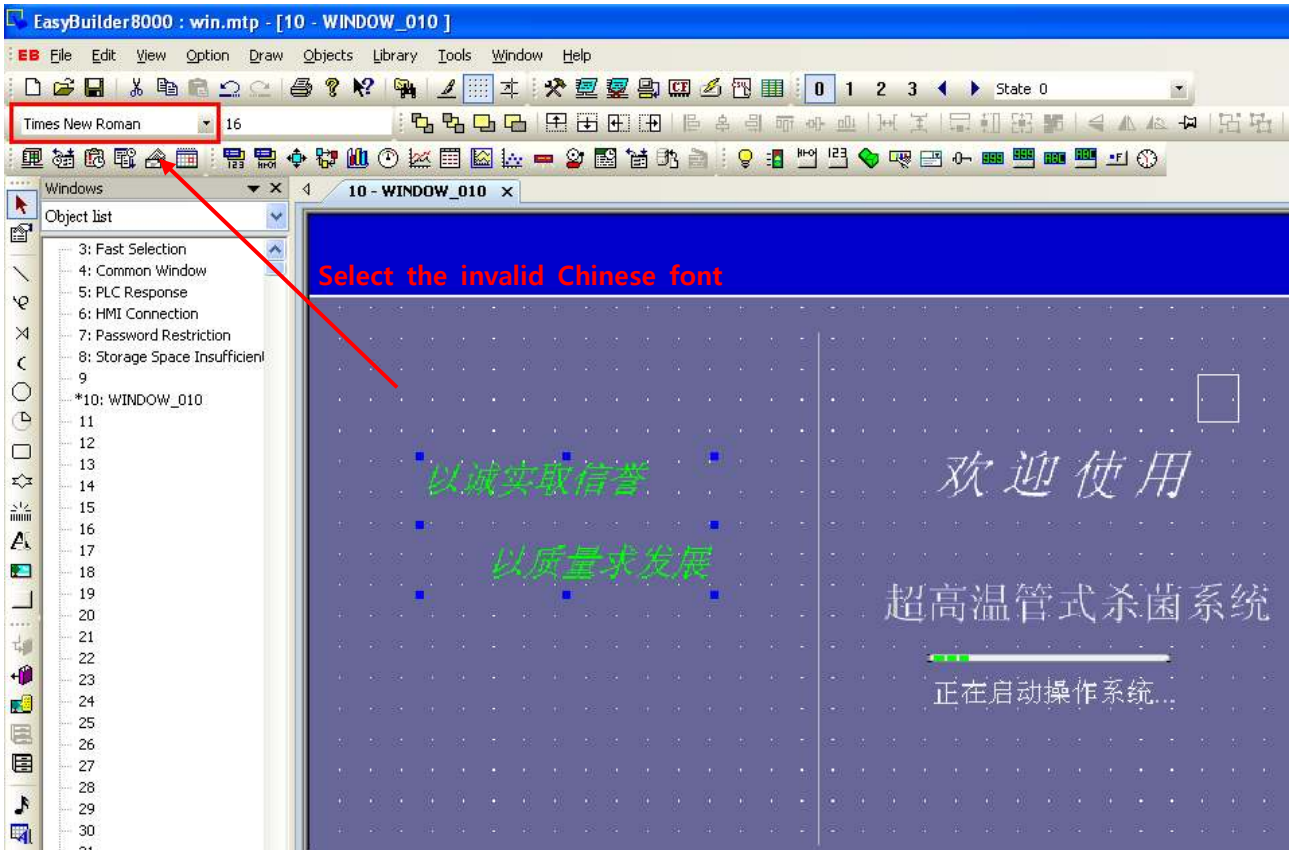 EasyBuilder8000 : win.mtp - [10 - WINDOW_010 ]
EB File Edit View Option Draw Objects Library Tools Window Help
0 1 2 3 State 0
Times New Roman 16
Windows
10 - WINDOW_010
Object list
3: Fast Selection
4: Common Window
5: PLC Response
6: HMI Connection
7: Password Restriction
8: Storage Space Insufficient
9
*10: WINDOW_010
11
12
13
14
15
16
17
18
19
20
21
22
23
24
25
26
27
28
29
30
Select the invalid Chinese font
以诚实取信誉
以质量求发展
欢迎使用
超高温管式杀菌系统
正在启动操作系统...